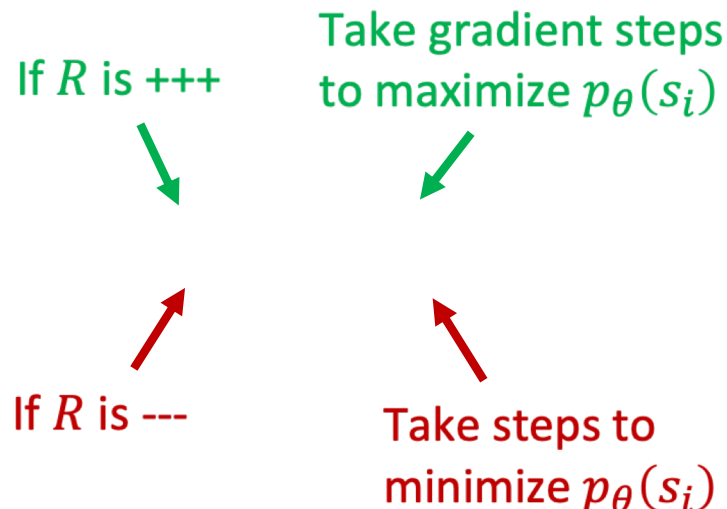 If R is +++
Take gradient steps
to maximize pθ(si)
If R is ---
Take steps to
minimize pθ(si)